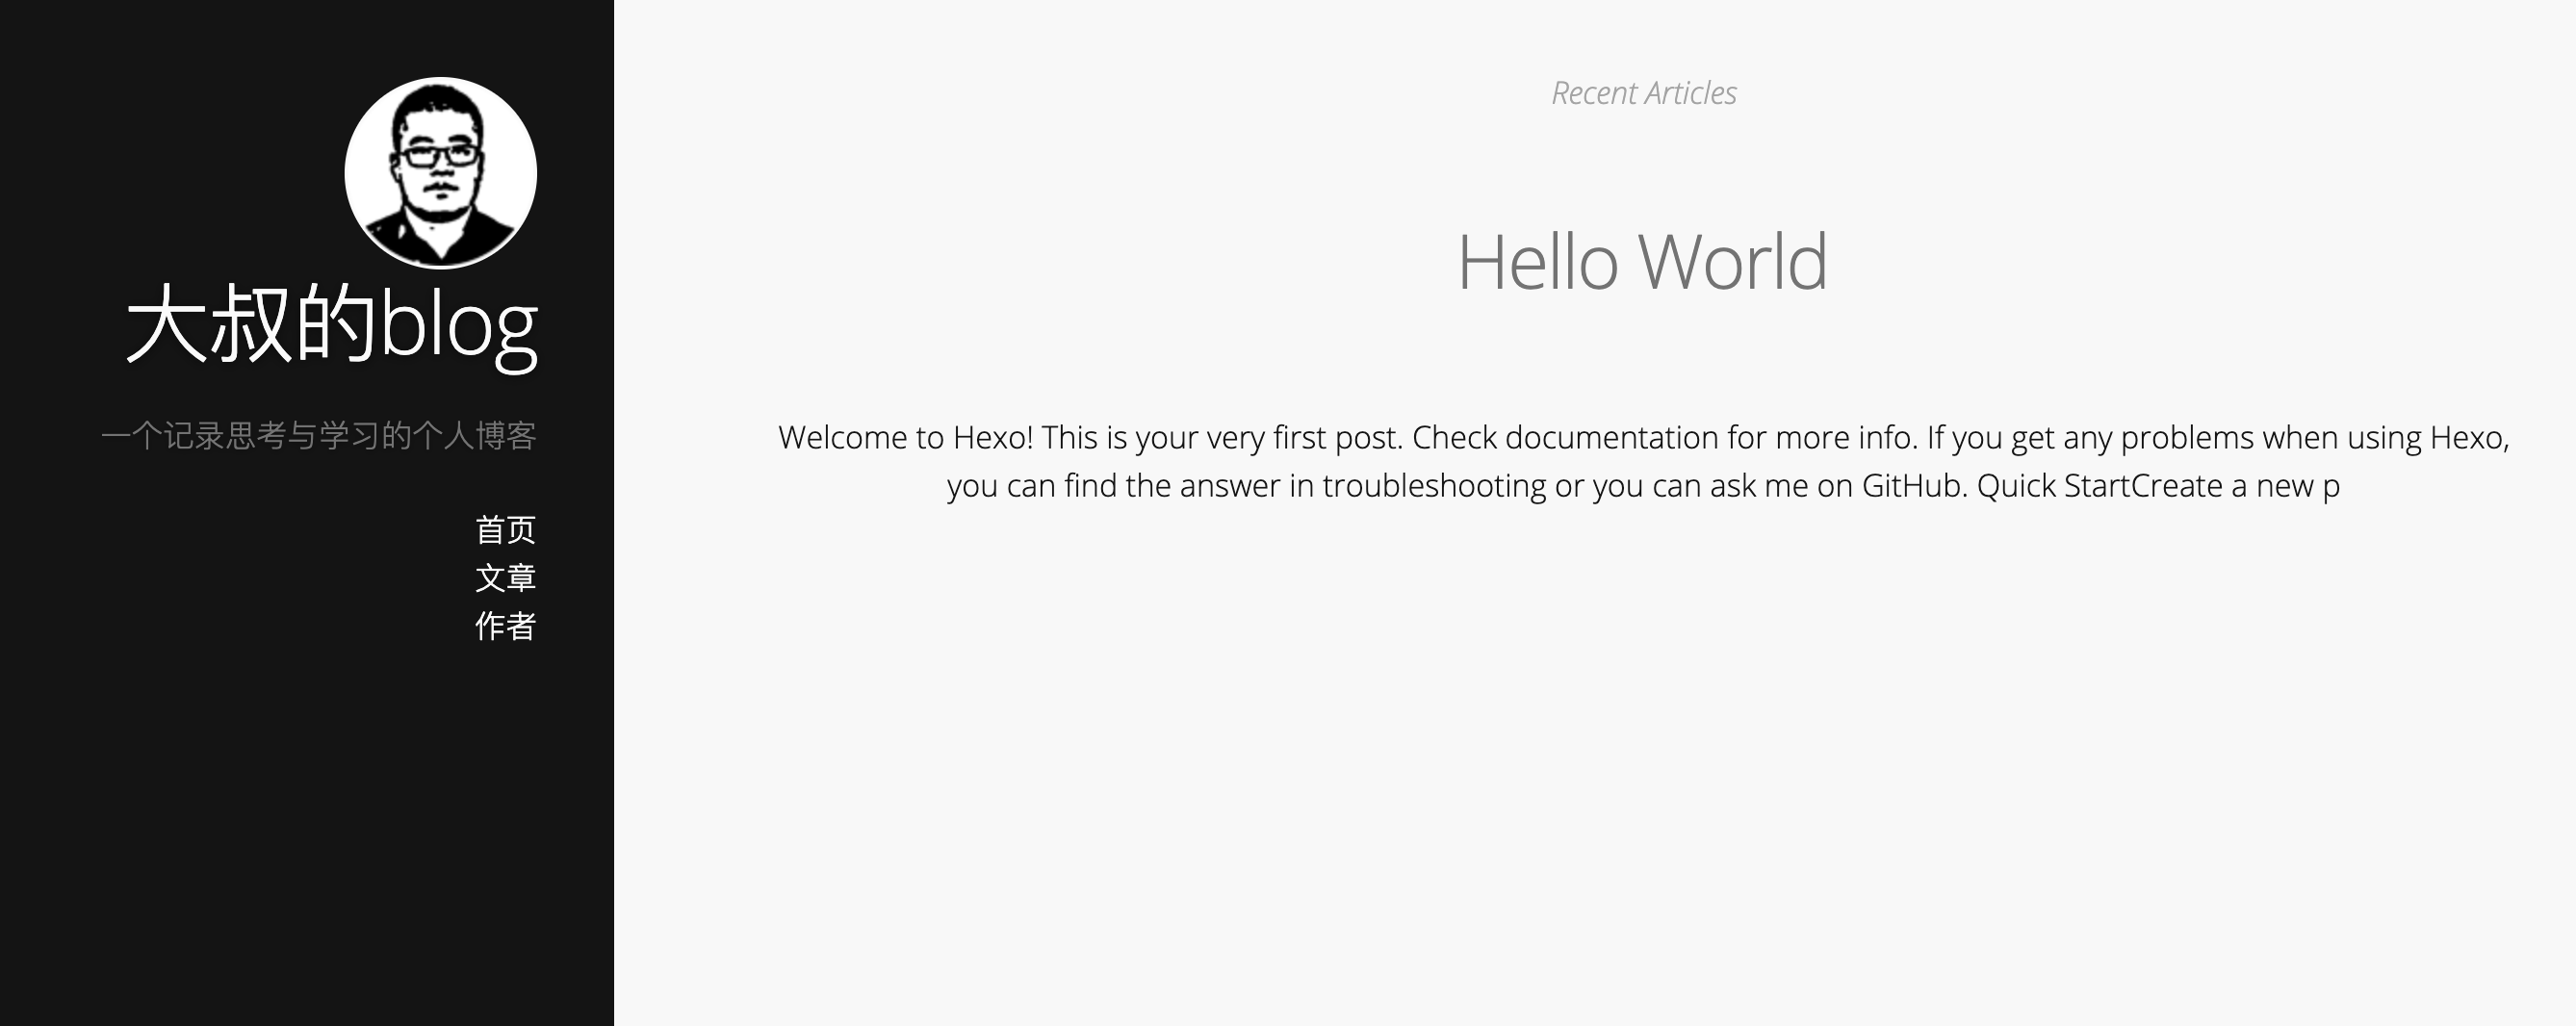 大叔的blog
一个记录思考与学习的个人博客
首页
文章
作者
Recent Articles
Hello World
Welcome to Hexo! This is your very first post. Check documentation for more info. If you get any problems when using Hexo,
you can find the answer in troubleshooting or you can ask me on GitHub. Quick StartCreate a new p